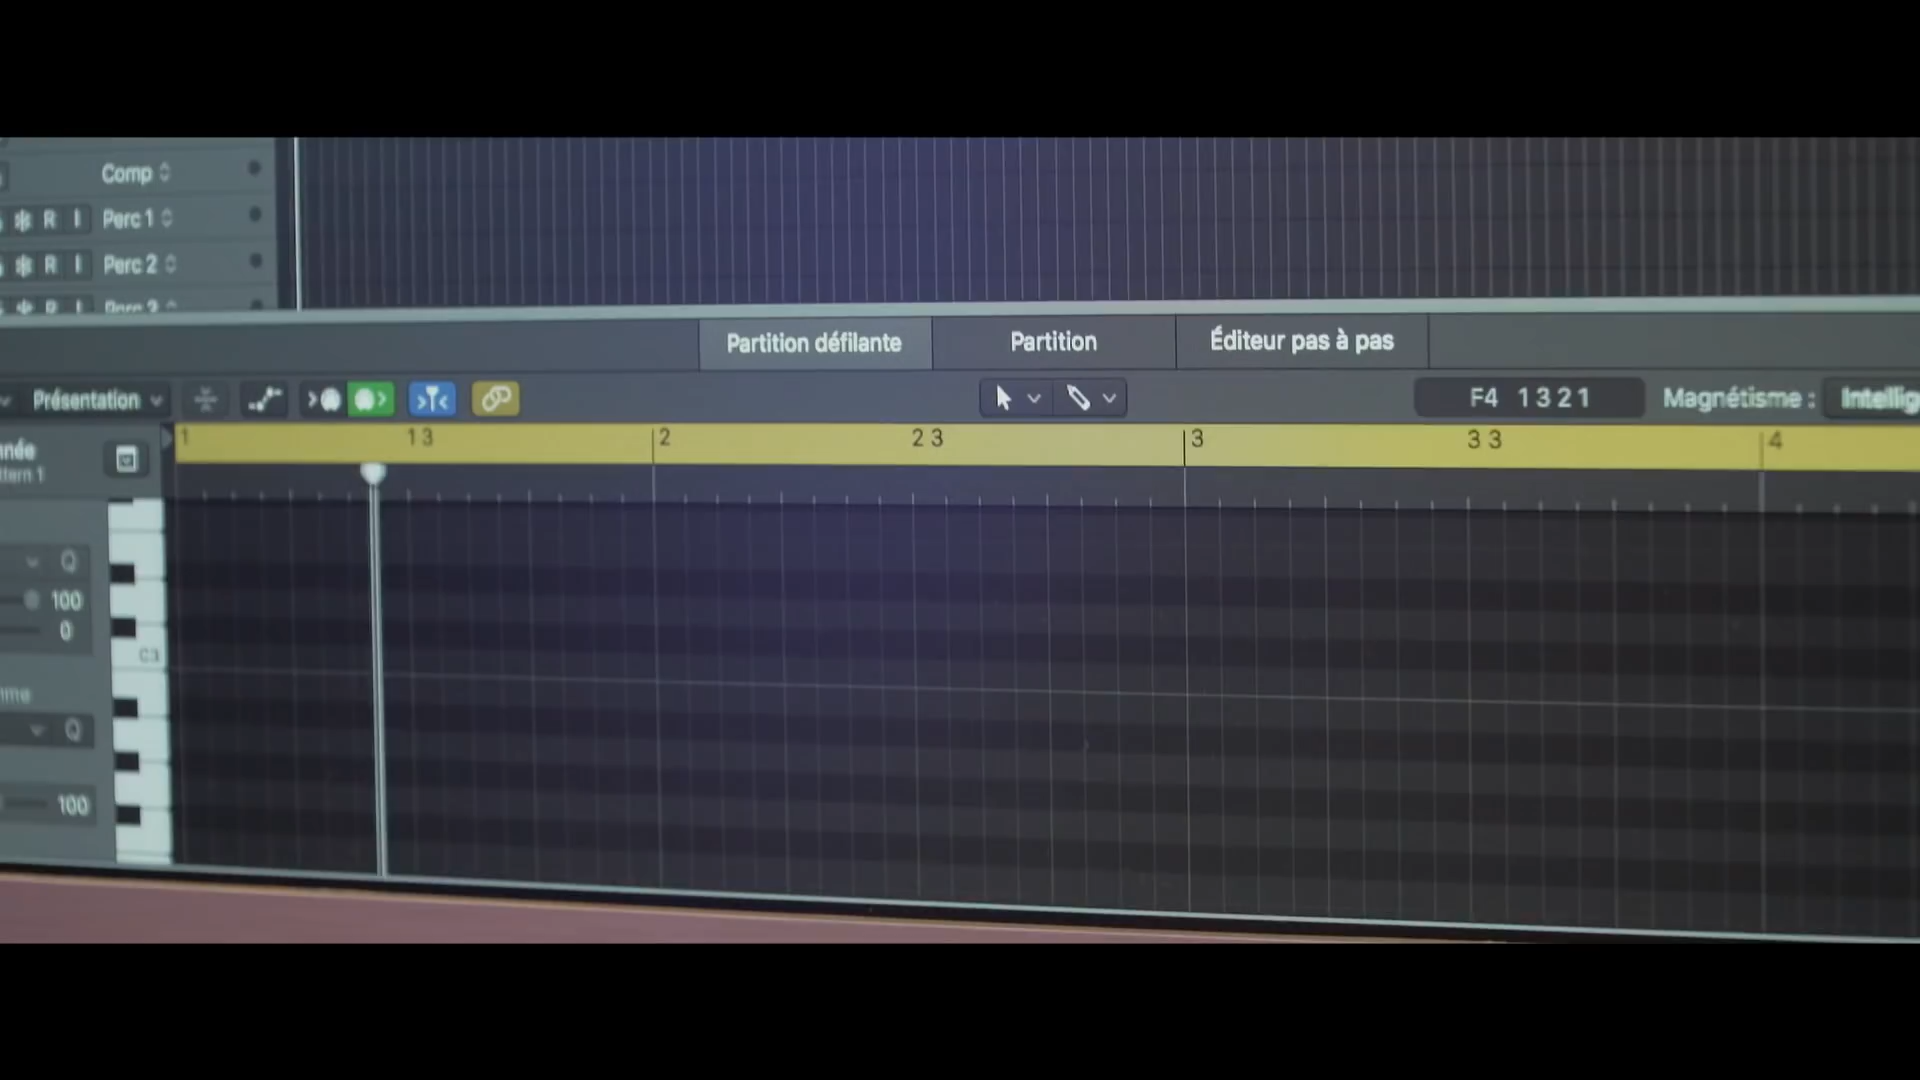 Comp
R I Perc 1
R I Perc 2
R I
Partition défilante Partition Éditeur pas à pas
Présentation F4 1 3 2 1 Magnétisme :
1 1 3 2 2 3 3 3 3 4
Q
100
0
C3
Q
100